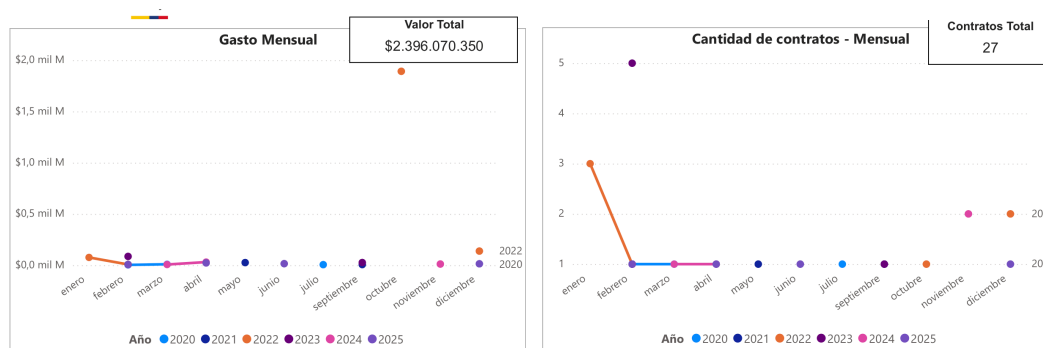 Gasto Mensual
Valor Total
$2.396.070.350
$2,0 mil M
$1,5 mil M
$1,0 mil M
$0,5 mil M
$0,0 mil M
2022
2020
enero
febrero
marzo
abril
mayo
junio
julio
septiembre
octubre
noviembre
diciembre
Año 2020 2021 2022 2023 2024 2025
Cantidad de contratos - Mensual
Contratos Total
27
5
4
3
2
1
20
20
enero
febrero
marzo
abril
mayo
junio
julio
septiembre
octubre
noviembre
diciembre
Año 2020 2021 2022 2023 2024 2025